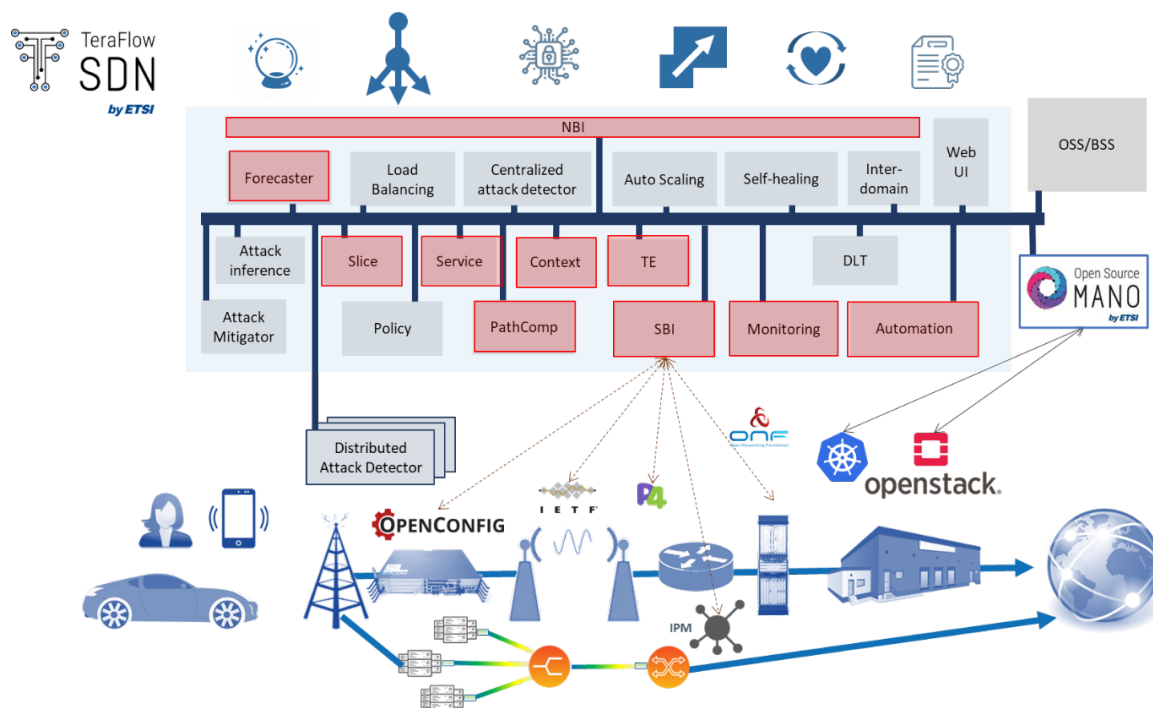 TeraFlow
SDN
by ETSI
NBI
OSS/BSS
Forecaster
Load
Balancing
Centralized
attack detector
Auto Scaling
Self-healing
Inter-
domain
Web
UI
Attack
inference
Slice
Service
Context
TE
DLT
Open Source
MANO
by ETSI
Attack
Mitigator
Policy
PathComp
SBI
Monitoring
Automation
Distributed
Attack Detector
ONF
openstack.
OPENCONFIG
IETF
P4
IPM